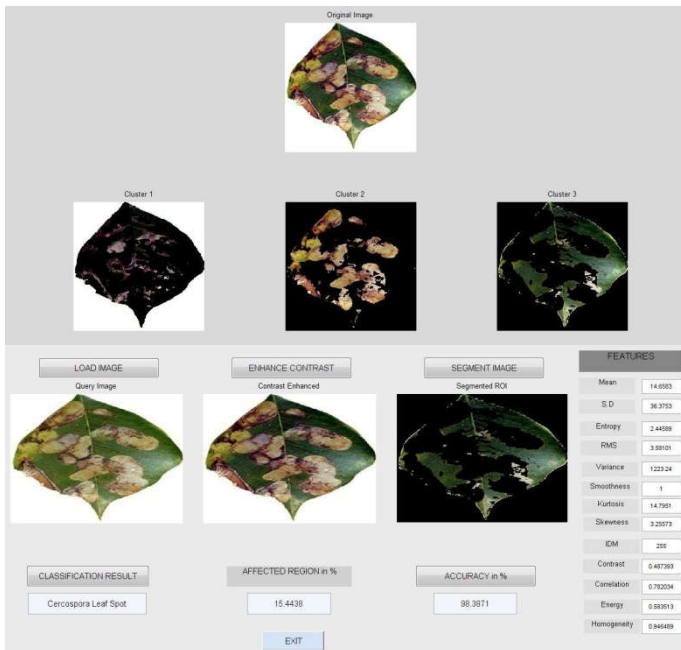 Original Image
Cluster 1
Cluster 2
Cluster 3
LOAD IMAGE
ENHANCE CONTRAST
SEGMENT IMAGE
FEATURES
Query Image
Contrast Enhanced
Segmented ROI
Mean 14.6583
S.D 36.3753
Entropy 2.44589
RMS 3.58101
Variance 1223.24
Smoothness 1
Kurtosis 14.7951
Skewness 3.25573
IDM 255
Contrast 0.487393
Correlation 0.782034
Energy 0.583513
Homogeneity 0.946489
CLASSIFICATION RESULT
AFFECTED REGION in %
ACCURACY in %
Cercospora Leaf Spot
15.4438
98.3871
EXIT